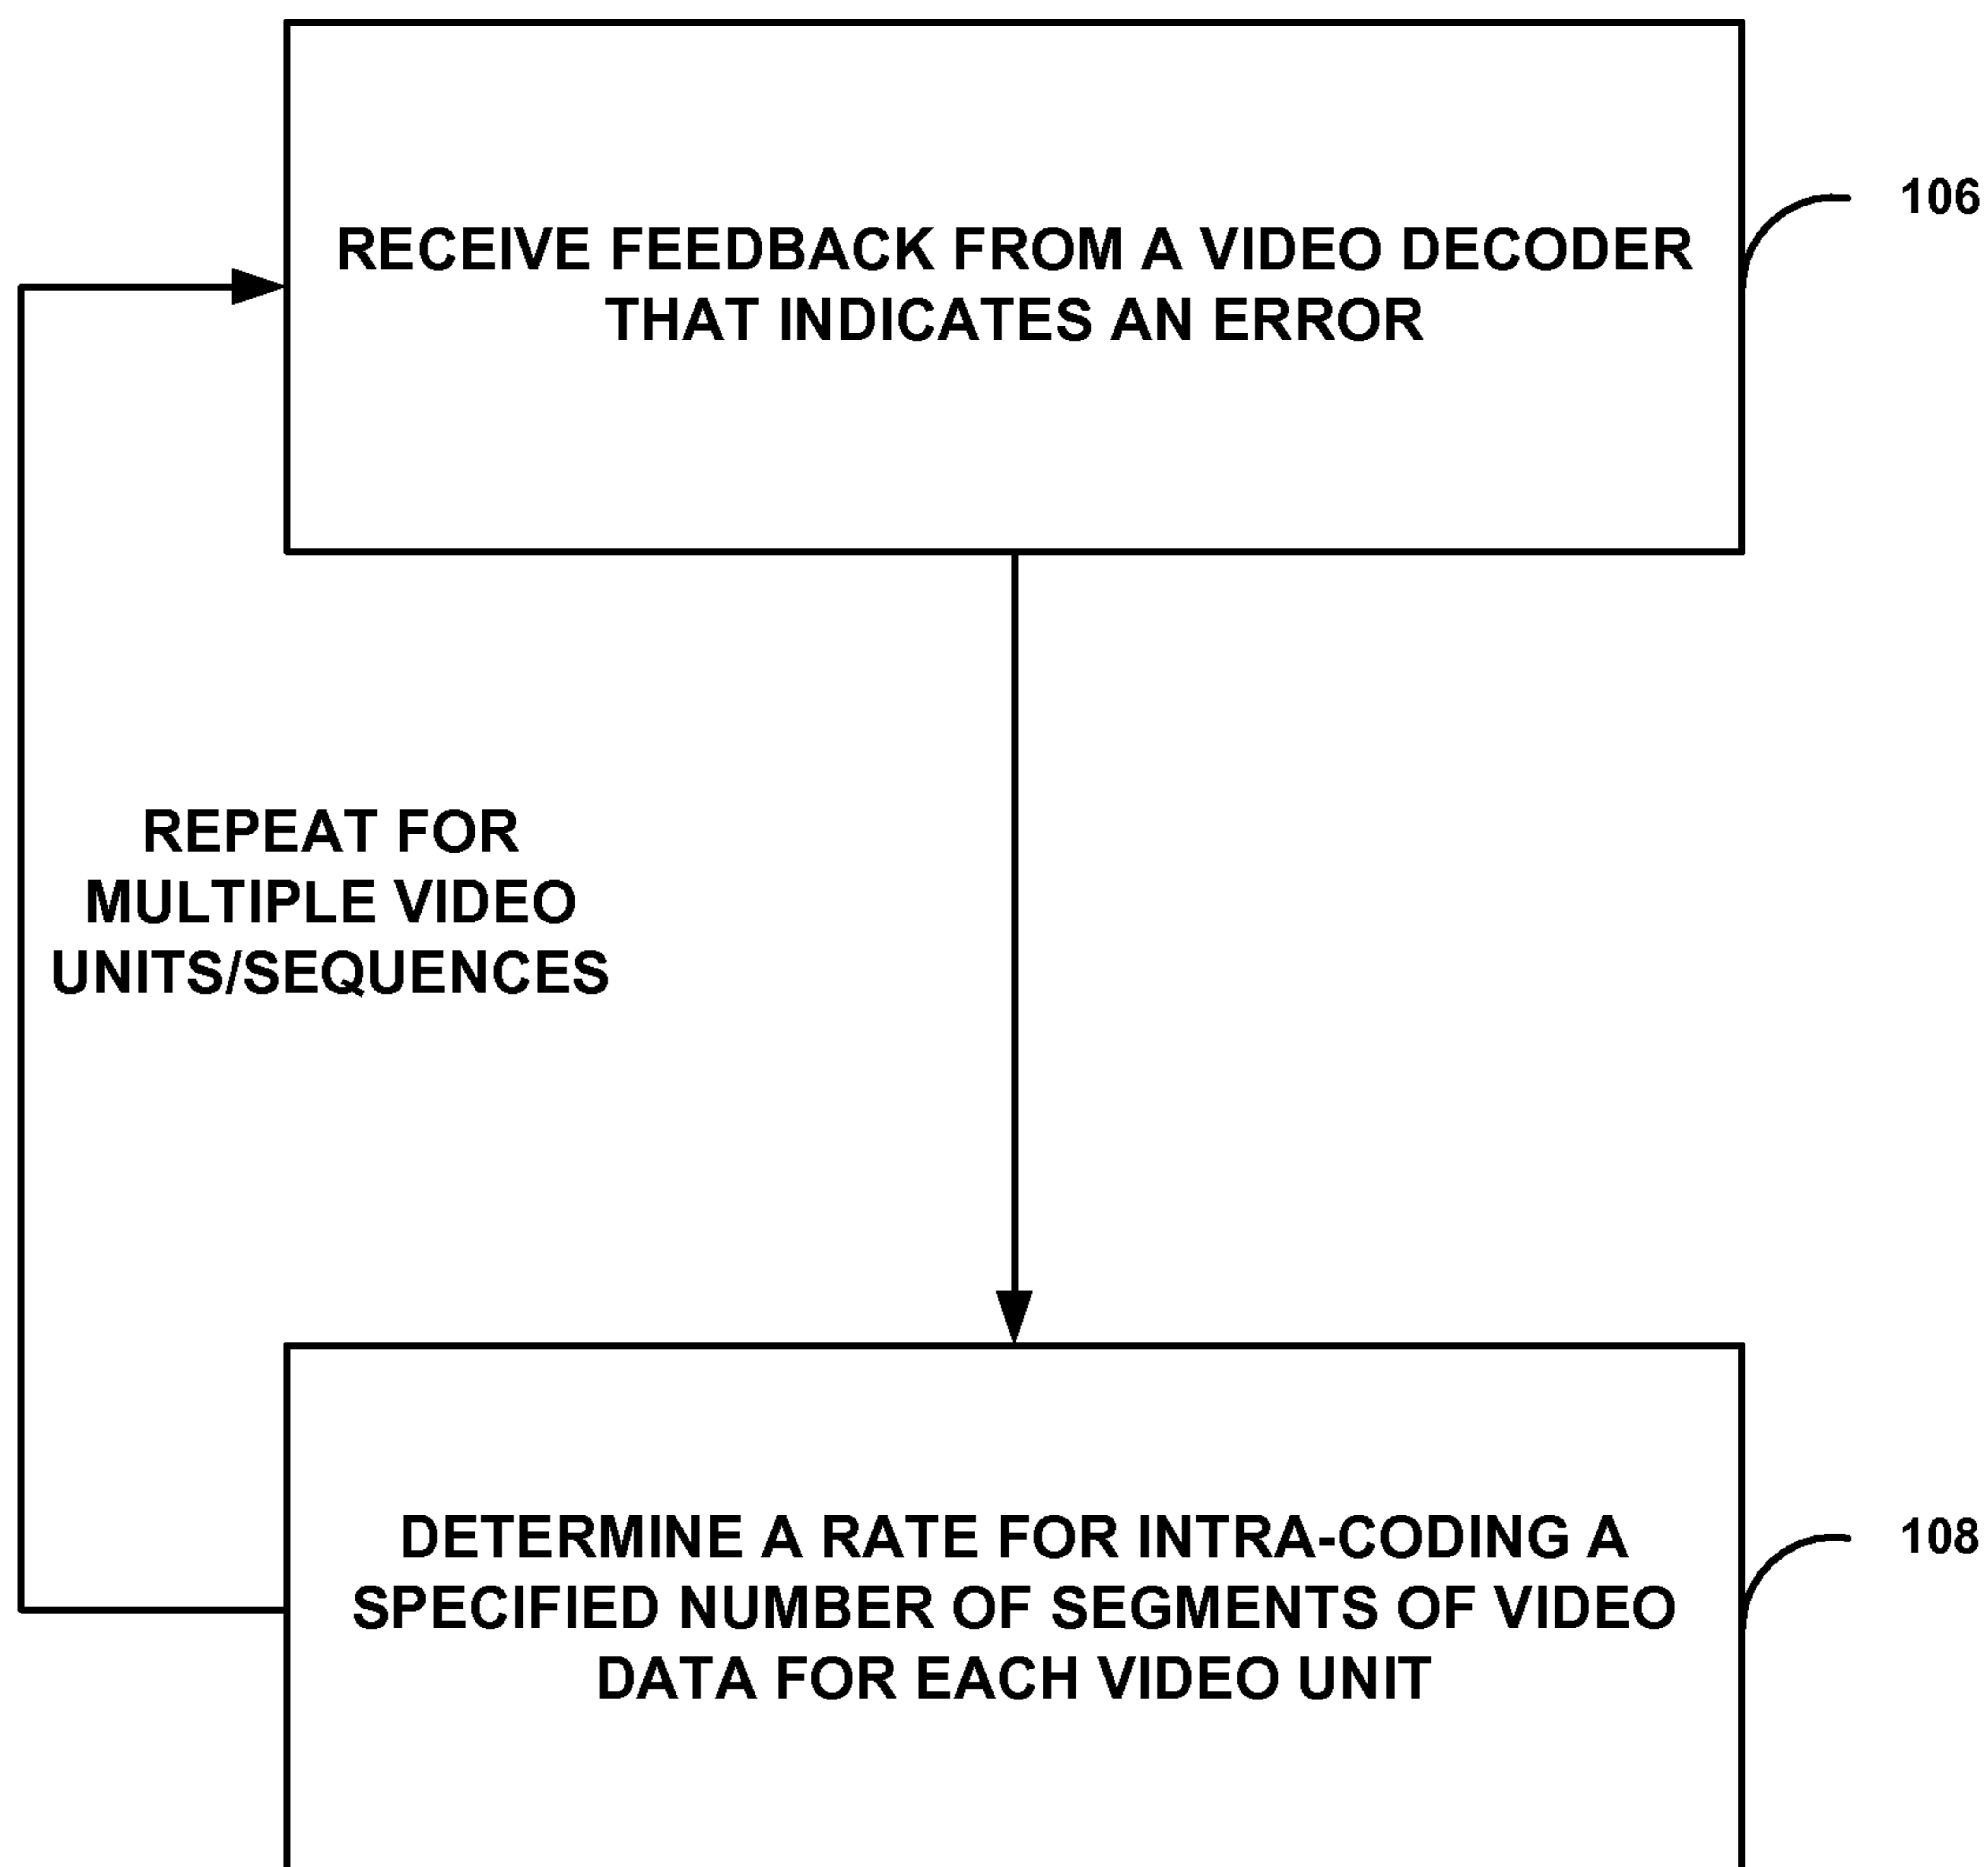 RECEIVE FEEDBACK FROM A VIDEO DECODER
THAT INDICATES AN ERROR
106
REPEAT FOR
MULTIPLE VIDEO
UNITS/SEQUENCES
DETERMINE A RATE FOR INTRA-CODING A
SPECIFIED NUMBER OF SEGMENTS OF VIDEO
DATA FOR EACH VIDEO UNIT
108